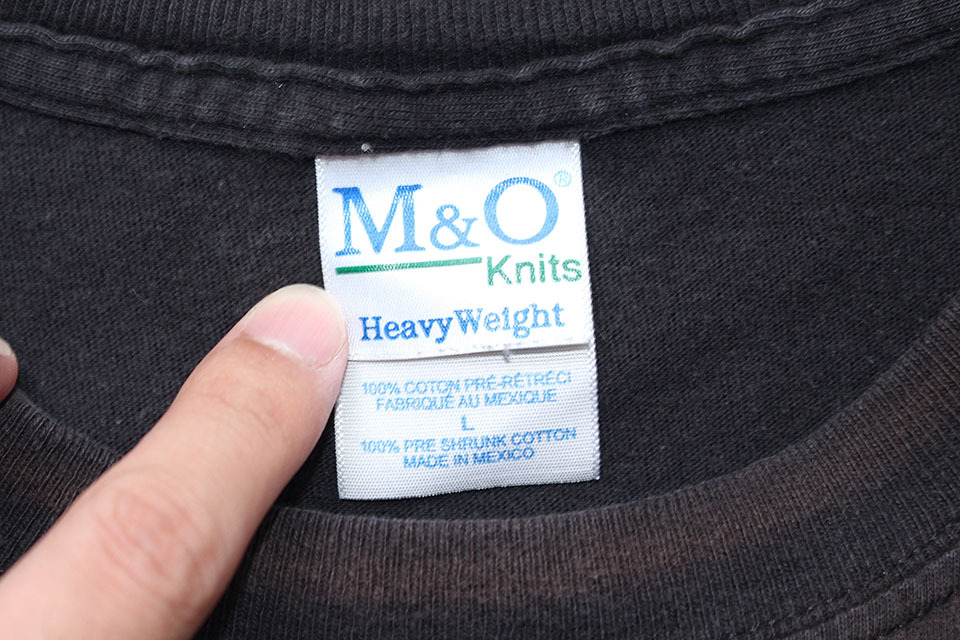 M&O®
Knits
HeavyWeight
100% COTON PRÉ-RÉTRÉCI
FABRIQUÉ AU MEXIQUE
L
100% PRE SHRUNK COTTON
MADE IN MEXICO